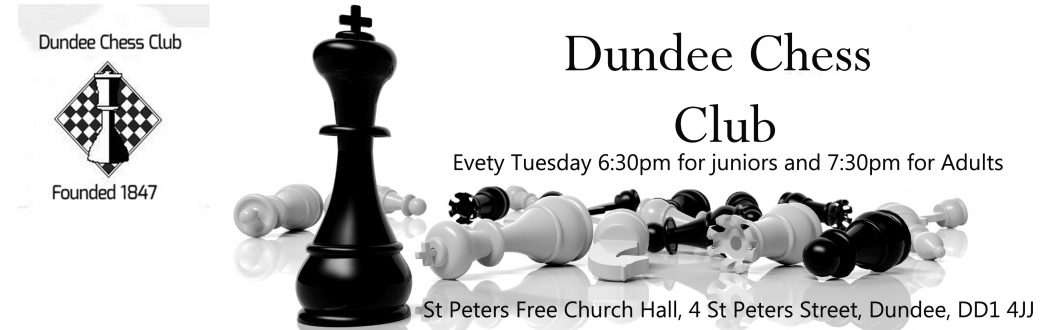 Dundee Chess Club
Founded 1847
Dundee Chess
Club
Evety Tuesday 6:30pm for juniors and 7:30pm for Adults
St Peters Free Church Hall, 4 St Peters Street, Dundee, DD1 4JJ